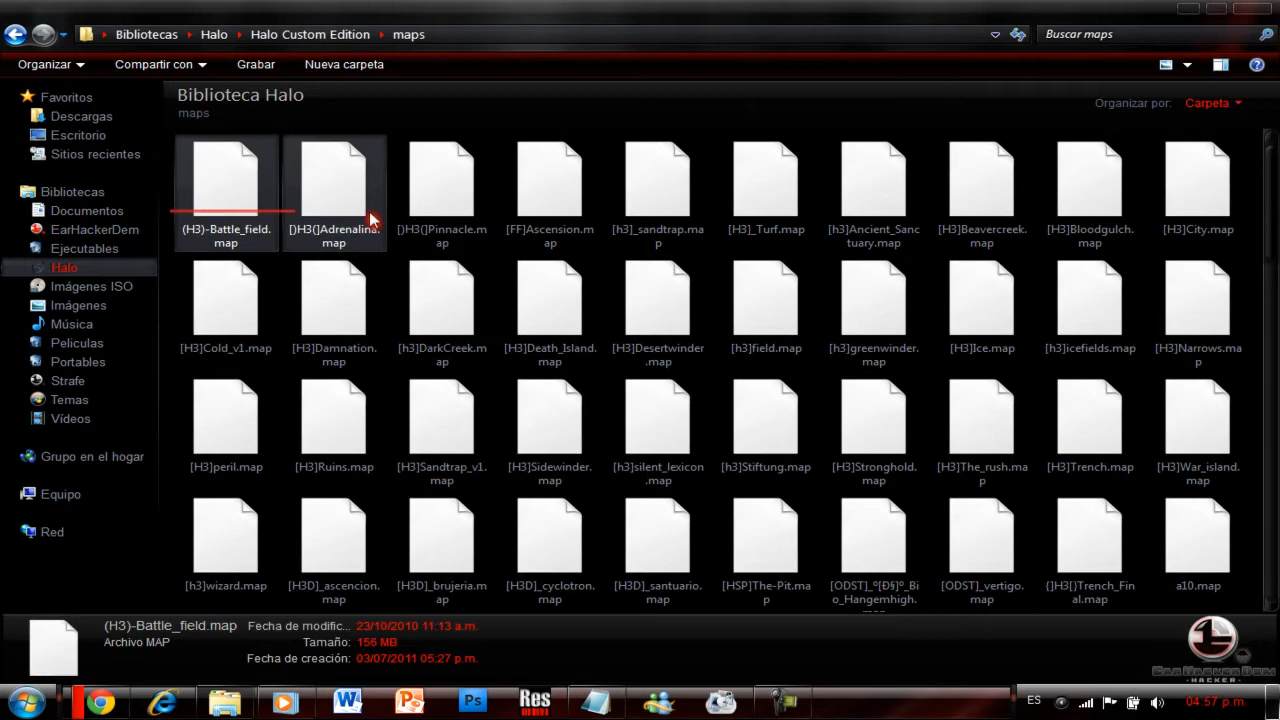 Bibliotecas Halo Halo Custom Edition maps
Buscar maps
Organizar Compartir con Grabar Nueva carpeta
Favoritos
Descargas
Escritorio
Sitios recientes
Bibliotecas
Documentos
EarHackerDem
Ejecutables
Halo
Imágenes ISO
Imágenes
Música
Películas
Portables
Strafe
Temas
Vídeos
Grupo en el hogar
Equipo
Red
Biblioteca Halo
maps
Organizar por: Carpeta
(H3)-Battle_field.map
[)H3(]Adrenalina.map
[)H3(]Pinnacle.map
[FF]Ascension.map
[h3]_sandtrap.map
[H3]_Turf.map
[h3]Ancient_Sanctuary.map
[H3]Beavercreek.map
[H3]Bloodgulch.map
[H3]City.map
[H3]Cold_v1.map
[H3]Damnation.map
[h3]DarkCreek.map
[H3]Death_Island.map
[H3]Desertwinder.map
[h3]field.map
[h3]greenwinder.map
[H3]Ice.map
[h3]icefields.map
[H3]Narrows.map
[H3]peril.map
[H3]Ruins.map
[H3]Sandtrap_v1.map
[H3]Sidewinder.map
[h3]silent_lexicon.map
[h3]Stiftung.map
[H3]Stronghold.map
[H3]The_rush.map
[H3]Trench.map
[H3]War_island.map
[h3]wizard.map
[H3D]_ascencion.map
[H3D]_brujeria.map
[H3D]_cyclotron.map
[H3D]_santuario.map
[HSP]The-Pit.map
[ODST]_º[Ð§]º_Bio_Hangemhigh.map
[ODST]_vertigo.map
{]H3[}Trench_Final.map
a10.map
(H3)-Battle_field.map
Archivo MAP
Fecha de modific... 23/10/2010 11:13 a.m.
Tamaño: 156 MB
Fecha de creación: 03/07/2011 05:27 p.m.
EarHackerDem
- HACKER -
Res
ES
04:57 p.m.